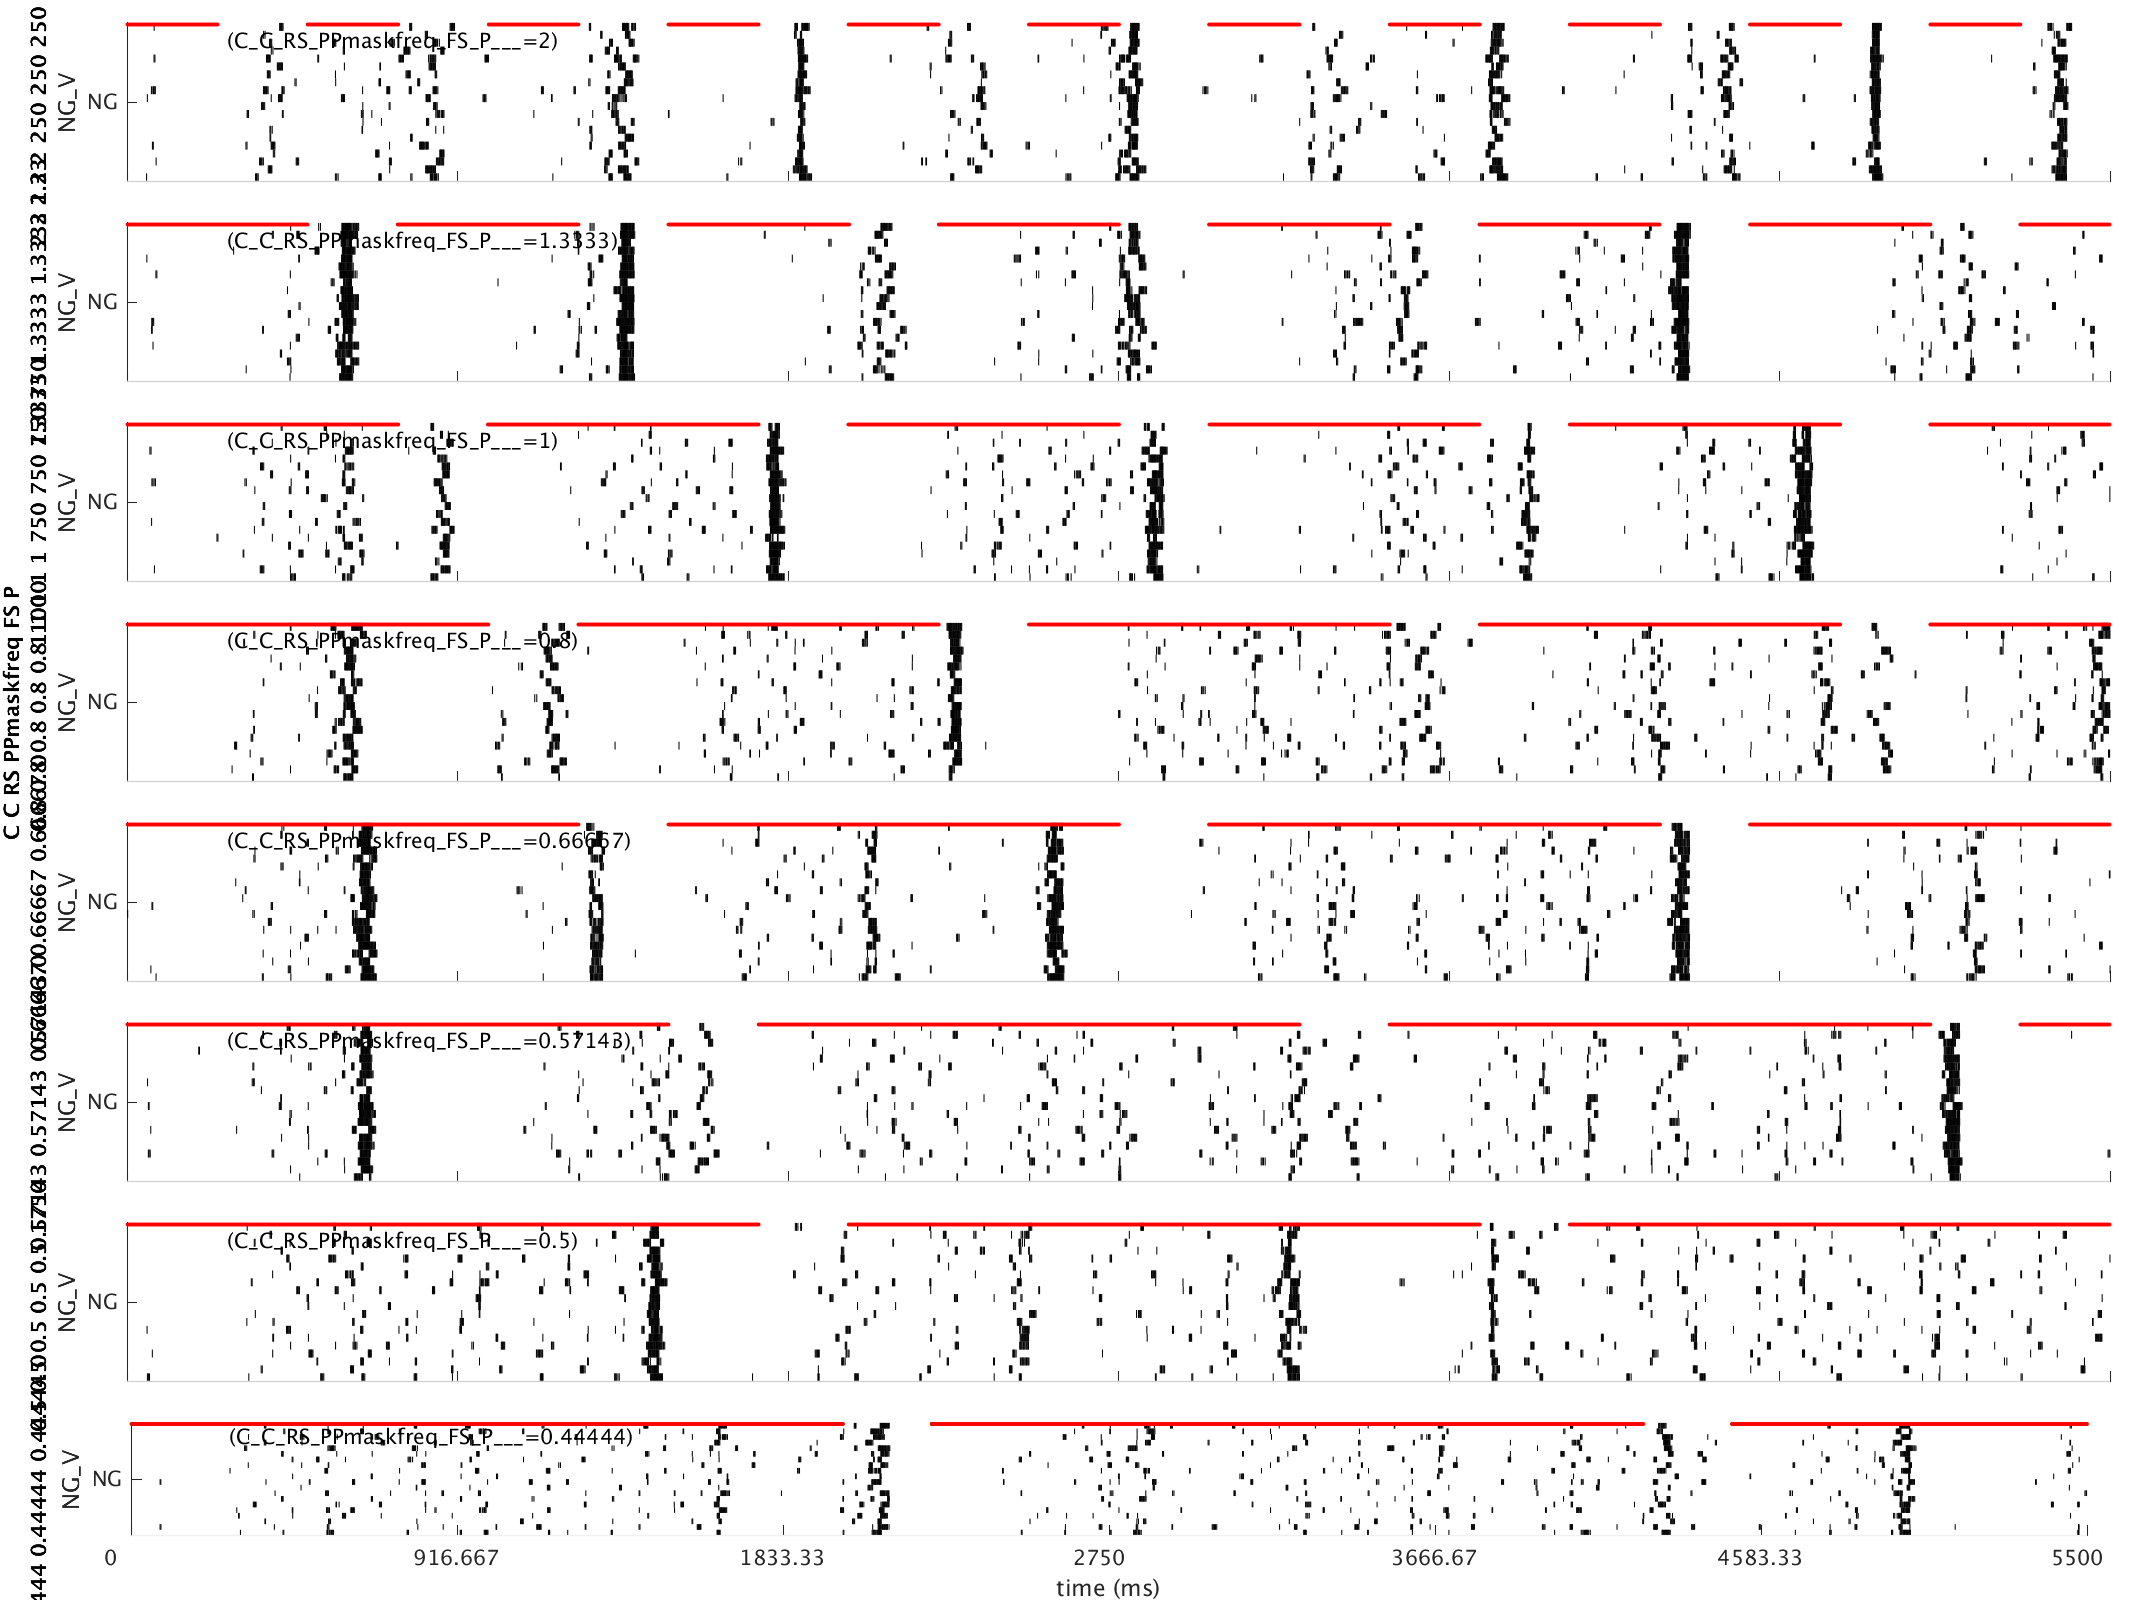 (C_C_RS_PPmaskfreq_FS_P___=2)
NG_V
NG
(C_C_RS_PPmaskfreq_FS_P___=1.3333)
NG_V
NG
(C_C_RS_PPmaskfreq_FS_P___=1)
NG_V
NG
C C RS PPmaskfreq FS P
(C_C_RS_PPmaskfreq_FS_P___=0.8)
NG_V
NG
(C_C_RS_PPmaskfreq_FS_P___=0.66667)
NG_V
NG
(C_C_RS_PPmaskfreq_FS_P___=0.57143)
NG_V
NG
(C_C_RS_PPmaskfreq_FS_P___=0.5)
NG_V
NG
(C_C_RS_PPmaskfreq_FS_P___=0.44444)
NG_V
NG
0 916.667 1833.33 2750 3666.67 4583.33 5500
time (ms)